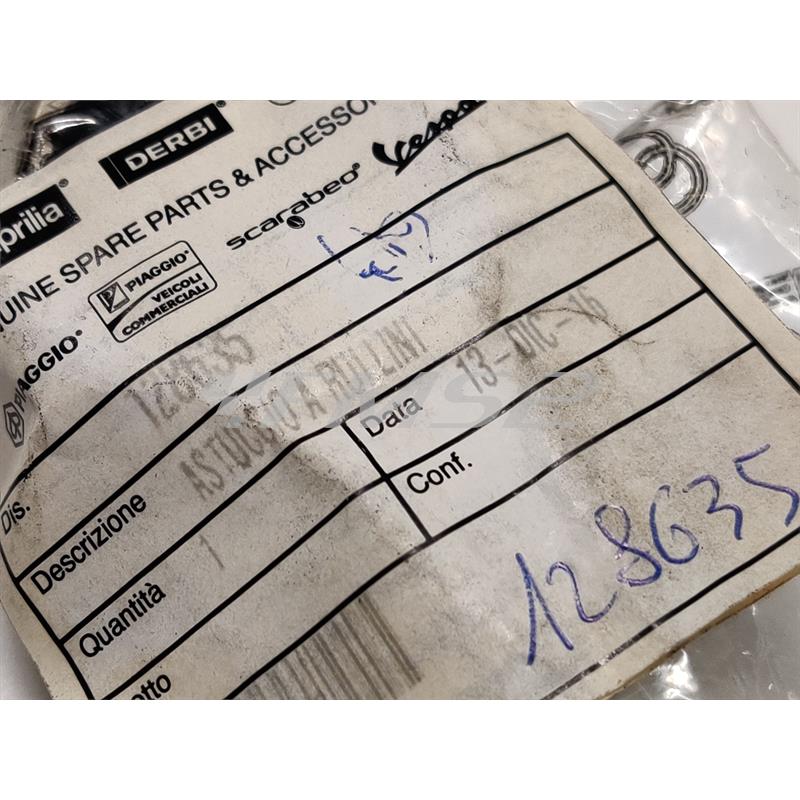 aprilia
DERBI
GENUINE SPARE PARTS & ACCESSOR
PIAGGIO
PIAGGIO
VEICOLI
COMMERCIALI
scarabeo
Vespa
Dis.
128635
Descrizione
ASTUCCIO A RULLINI
Quantità
1
Data
13-DIC-16
Conf.
128635